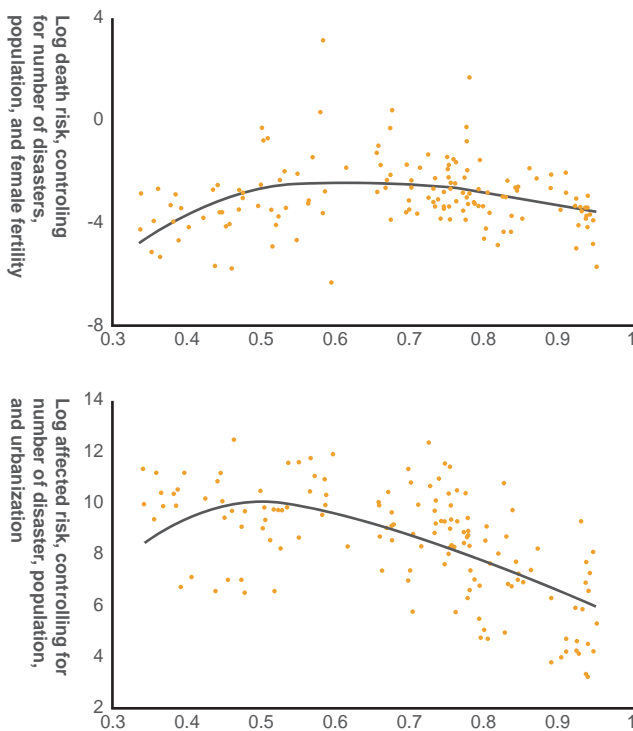 Log death risk, controling
for number of disasters,
population, and female fertility
4
0
-4
-8
0.3 0.4 0.5 0.6 0.7 0.8 0.9 1
Log affected risk, controlling for
number of disaster, population,
and urbanization
14
12
10
8
6
4
2
0.3 0.4 0.5 0.6 0.7 0.8 0.9 1